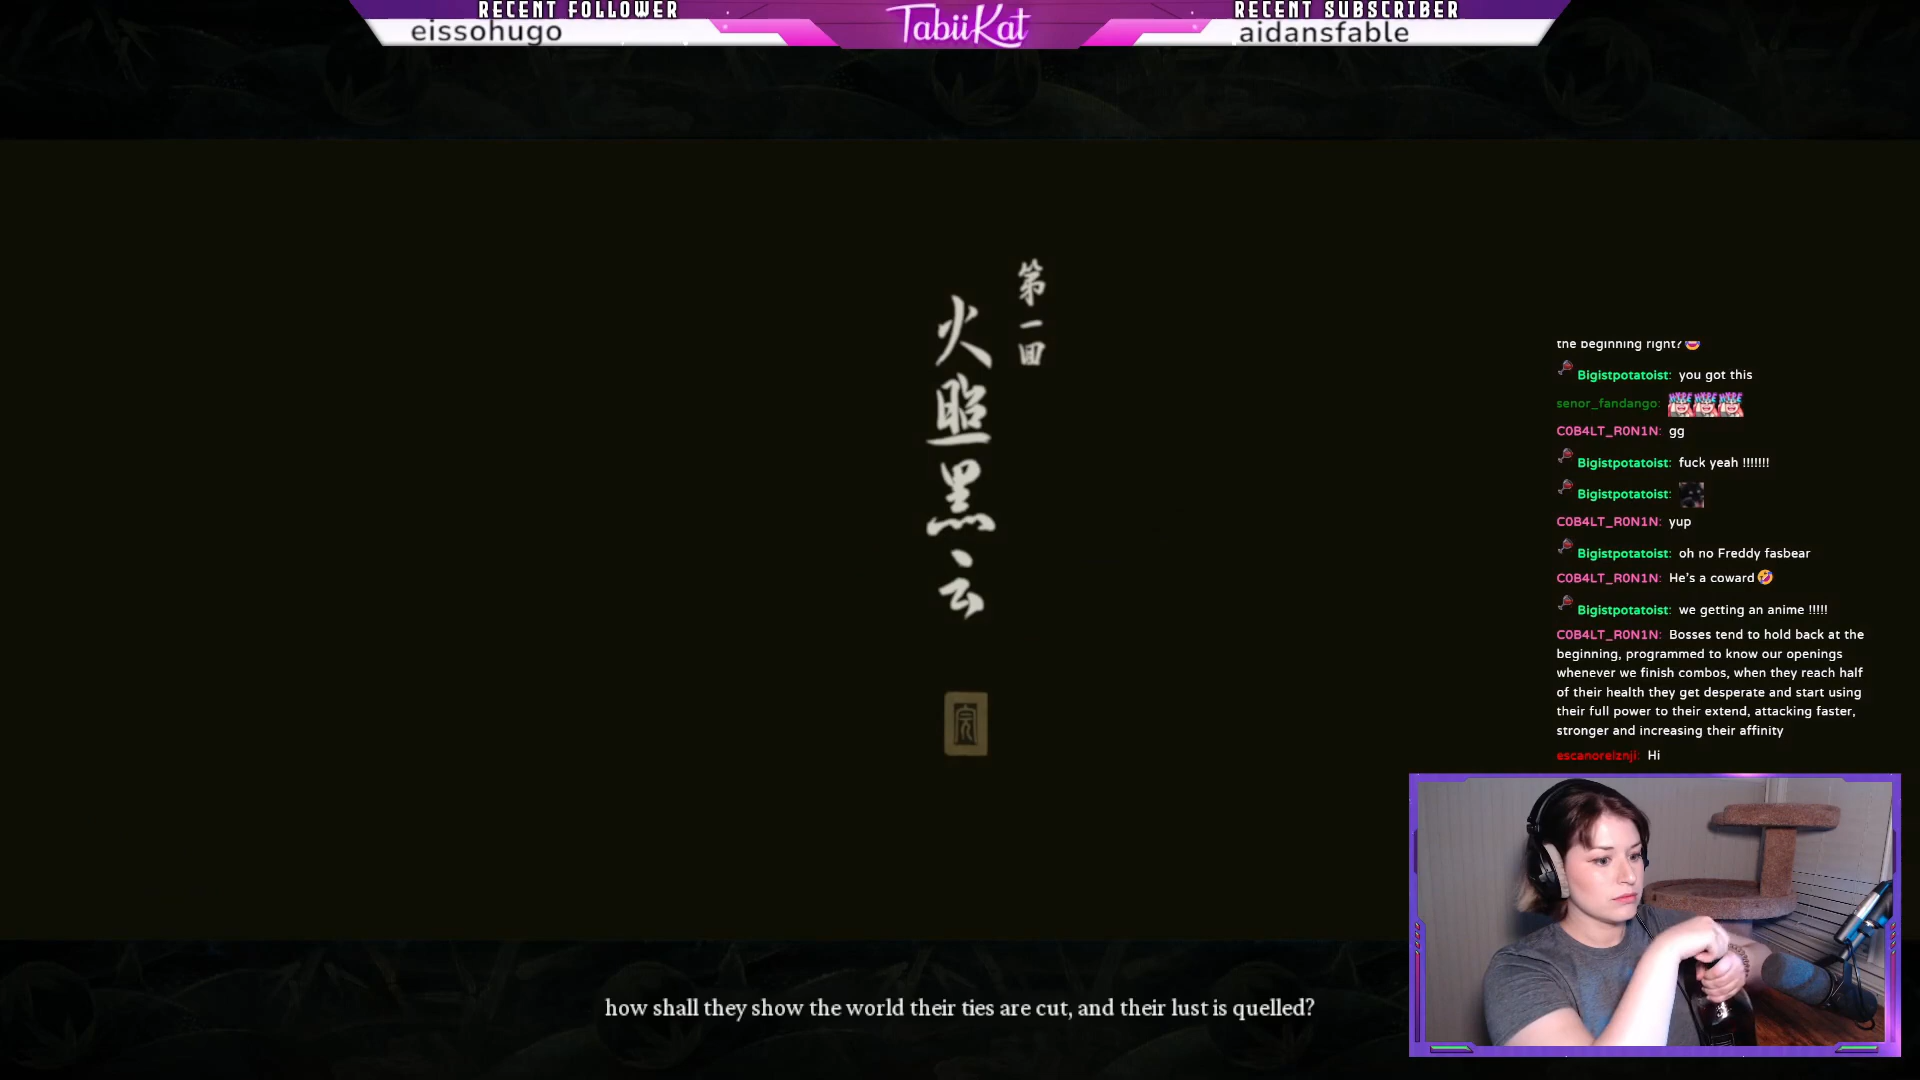 RECENT FOLLOWER
eissohugo
TabiiKat
RECENT SUBSCRIBER
aidansfable
第一回
火照黑云
the beginning right?
Bigistpotatoist: you got this
senor_fandango:
C0B4LT_R0N1N: gg
Bigistpotatoist: fuck yeah !!!!!!!
Bigistpotatoist:
C0B4LT_R0N1N: yup
Bigistpotatoist: oh no Freddy fasbear
C0B4LT_R0N1N: He's a coward
Bigistpotatoist: we getting an anime !!!!!
C0B4LT_R0N1N: Bosses tend to hold back at the
beginning, programmed to know our openings
whenever we finish combos, when they reach half
of their health they get desperate and start using
their full power to their extend, attacking faster,
stronger and increasing their affinity
escanorelznji: Hi
how shall they show the world their ties are cut, and their lust is quelled?